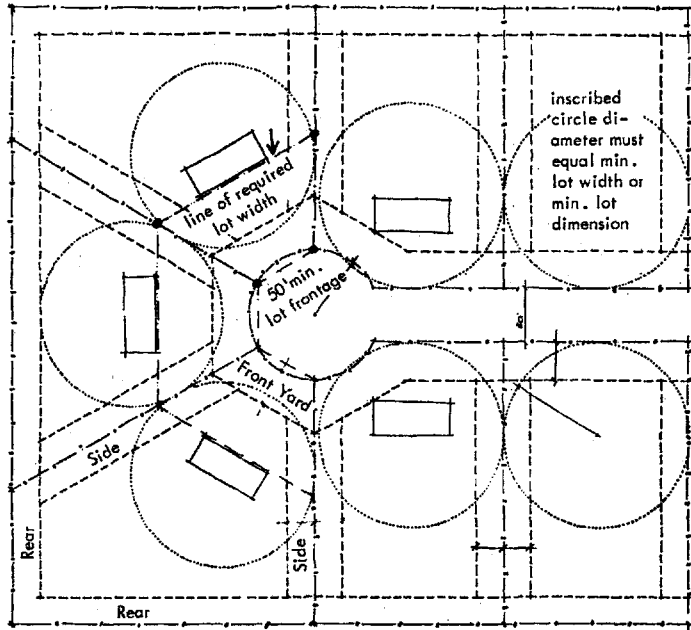 inscribed
circle di-
ameter must
equal min.
lot width or
min. lot
dimension
line of required
lot width
50' min.
lot frontage
Front Yard
Side
Rear
Side
Rear